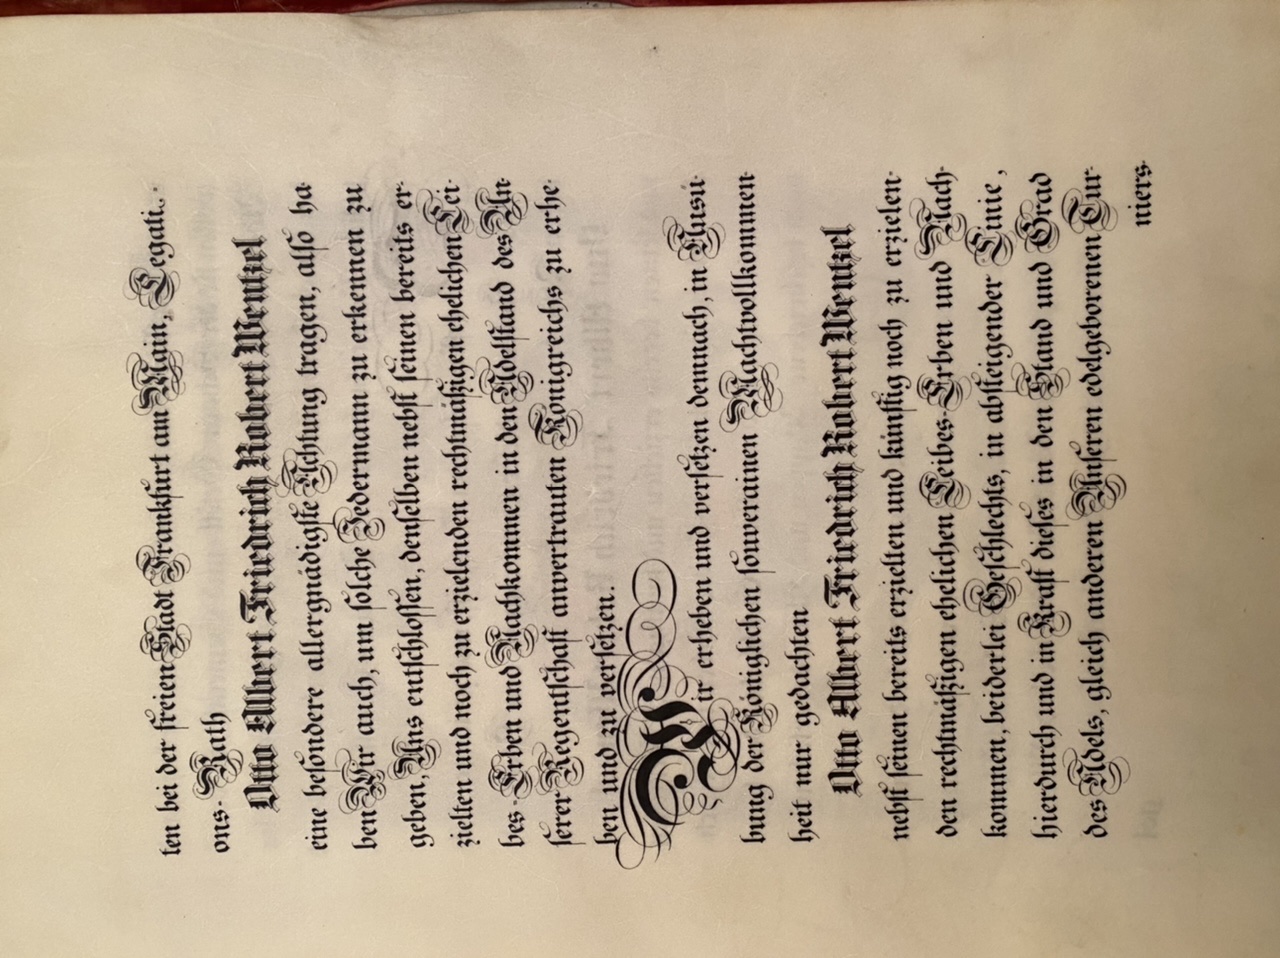 ten bei der freien Stadt Frankfurt am Main, Legati-
ons-Rath
Otto Albert Friedrich Robert Wentzel
eine besondere allergnädigste Achtung tragen, also ha-
ben Wir auch, um solche Jedermann zu erkennen zu
geben, Uns entschlossen, denselben nebst seinen bereits er-
zielten und noch zu erzielenden rechtmäßigen ehelichen Lei-
bes-Erben und Nachkommen in den Adelstand des Un-
serer Regentschaft anvertrauten Königreichs zu erhe-
ben und zu versetzen.
Wir erheben und versetzen demnach, in Ausü-
bung der Königlichen souverainen Machtvollkommen-
heit nur gedachten
Otto Albert Friedrich Robert Wentzel
nebst seinen bereits erzielten und künftig noch zu erzielen-
den rechtmäßigen ehelichen Leibes-Erben und Nach-
kommen, beiderlei Geschlechts, in absteigender Linie,
hierdurch und in Kraft dieses in den Stand und Grad
des Adels, gleich anderen Unseren edelgeborenen Tur-
niers-